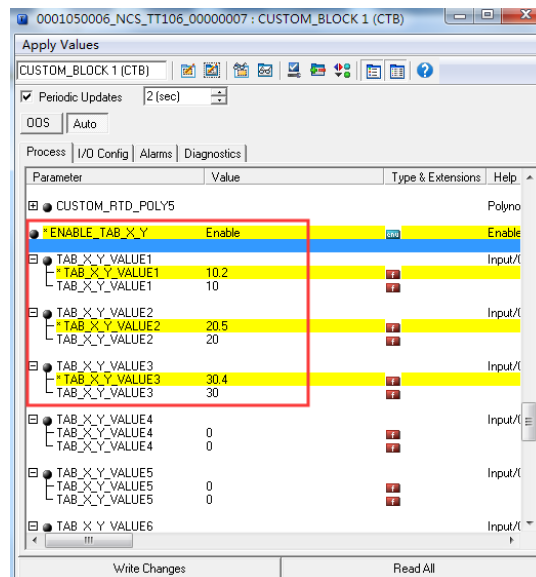 0001050006_NCS_TT106_00000007 : CUSTOM_BLOCK 1 (CTB)
Apply Values
CUSTOM_BLOCK 1 (CTB)
Periodic Updates 2 (sec)
OOS Auto
Process I/O Config Alarms Diagnostics
Parameter Value Type & Extensions Help
CUSTOM_RTD_POLY5 Polyno
* ENABLE_TAB_X_Y Enable Enable
TAB_X_Y_VALUE1 Input/(
* TAB_X_Y_VALUE1 10.2
TAB_X_Y_VALUE1 10
TAB_X_Y_VALUE2 Input/(
* TAB_X_Y_VALUE2 20.5
TAB_X_Y_VALUE2 20
TAB_X_Y_VALUE3 Input/(
* TAB_X_Y_VALUE3 30.4
TAB_X_Y_VALUE3 30
TAB_X_Y_VALUE4 Input/(
TAB_X_Y_VALUE4 0
TAB_X_Y_VALUE4 0
TAB_X_Y_VALUE5 Input/(
TAB_X_Y_VALUE5 0
TAB_X_Y_VALUE5 0
TAB_X_Y_VALUE6 Input/(
Write Changes Read All